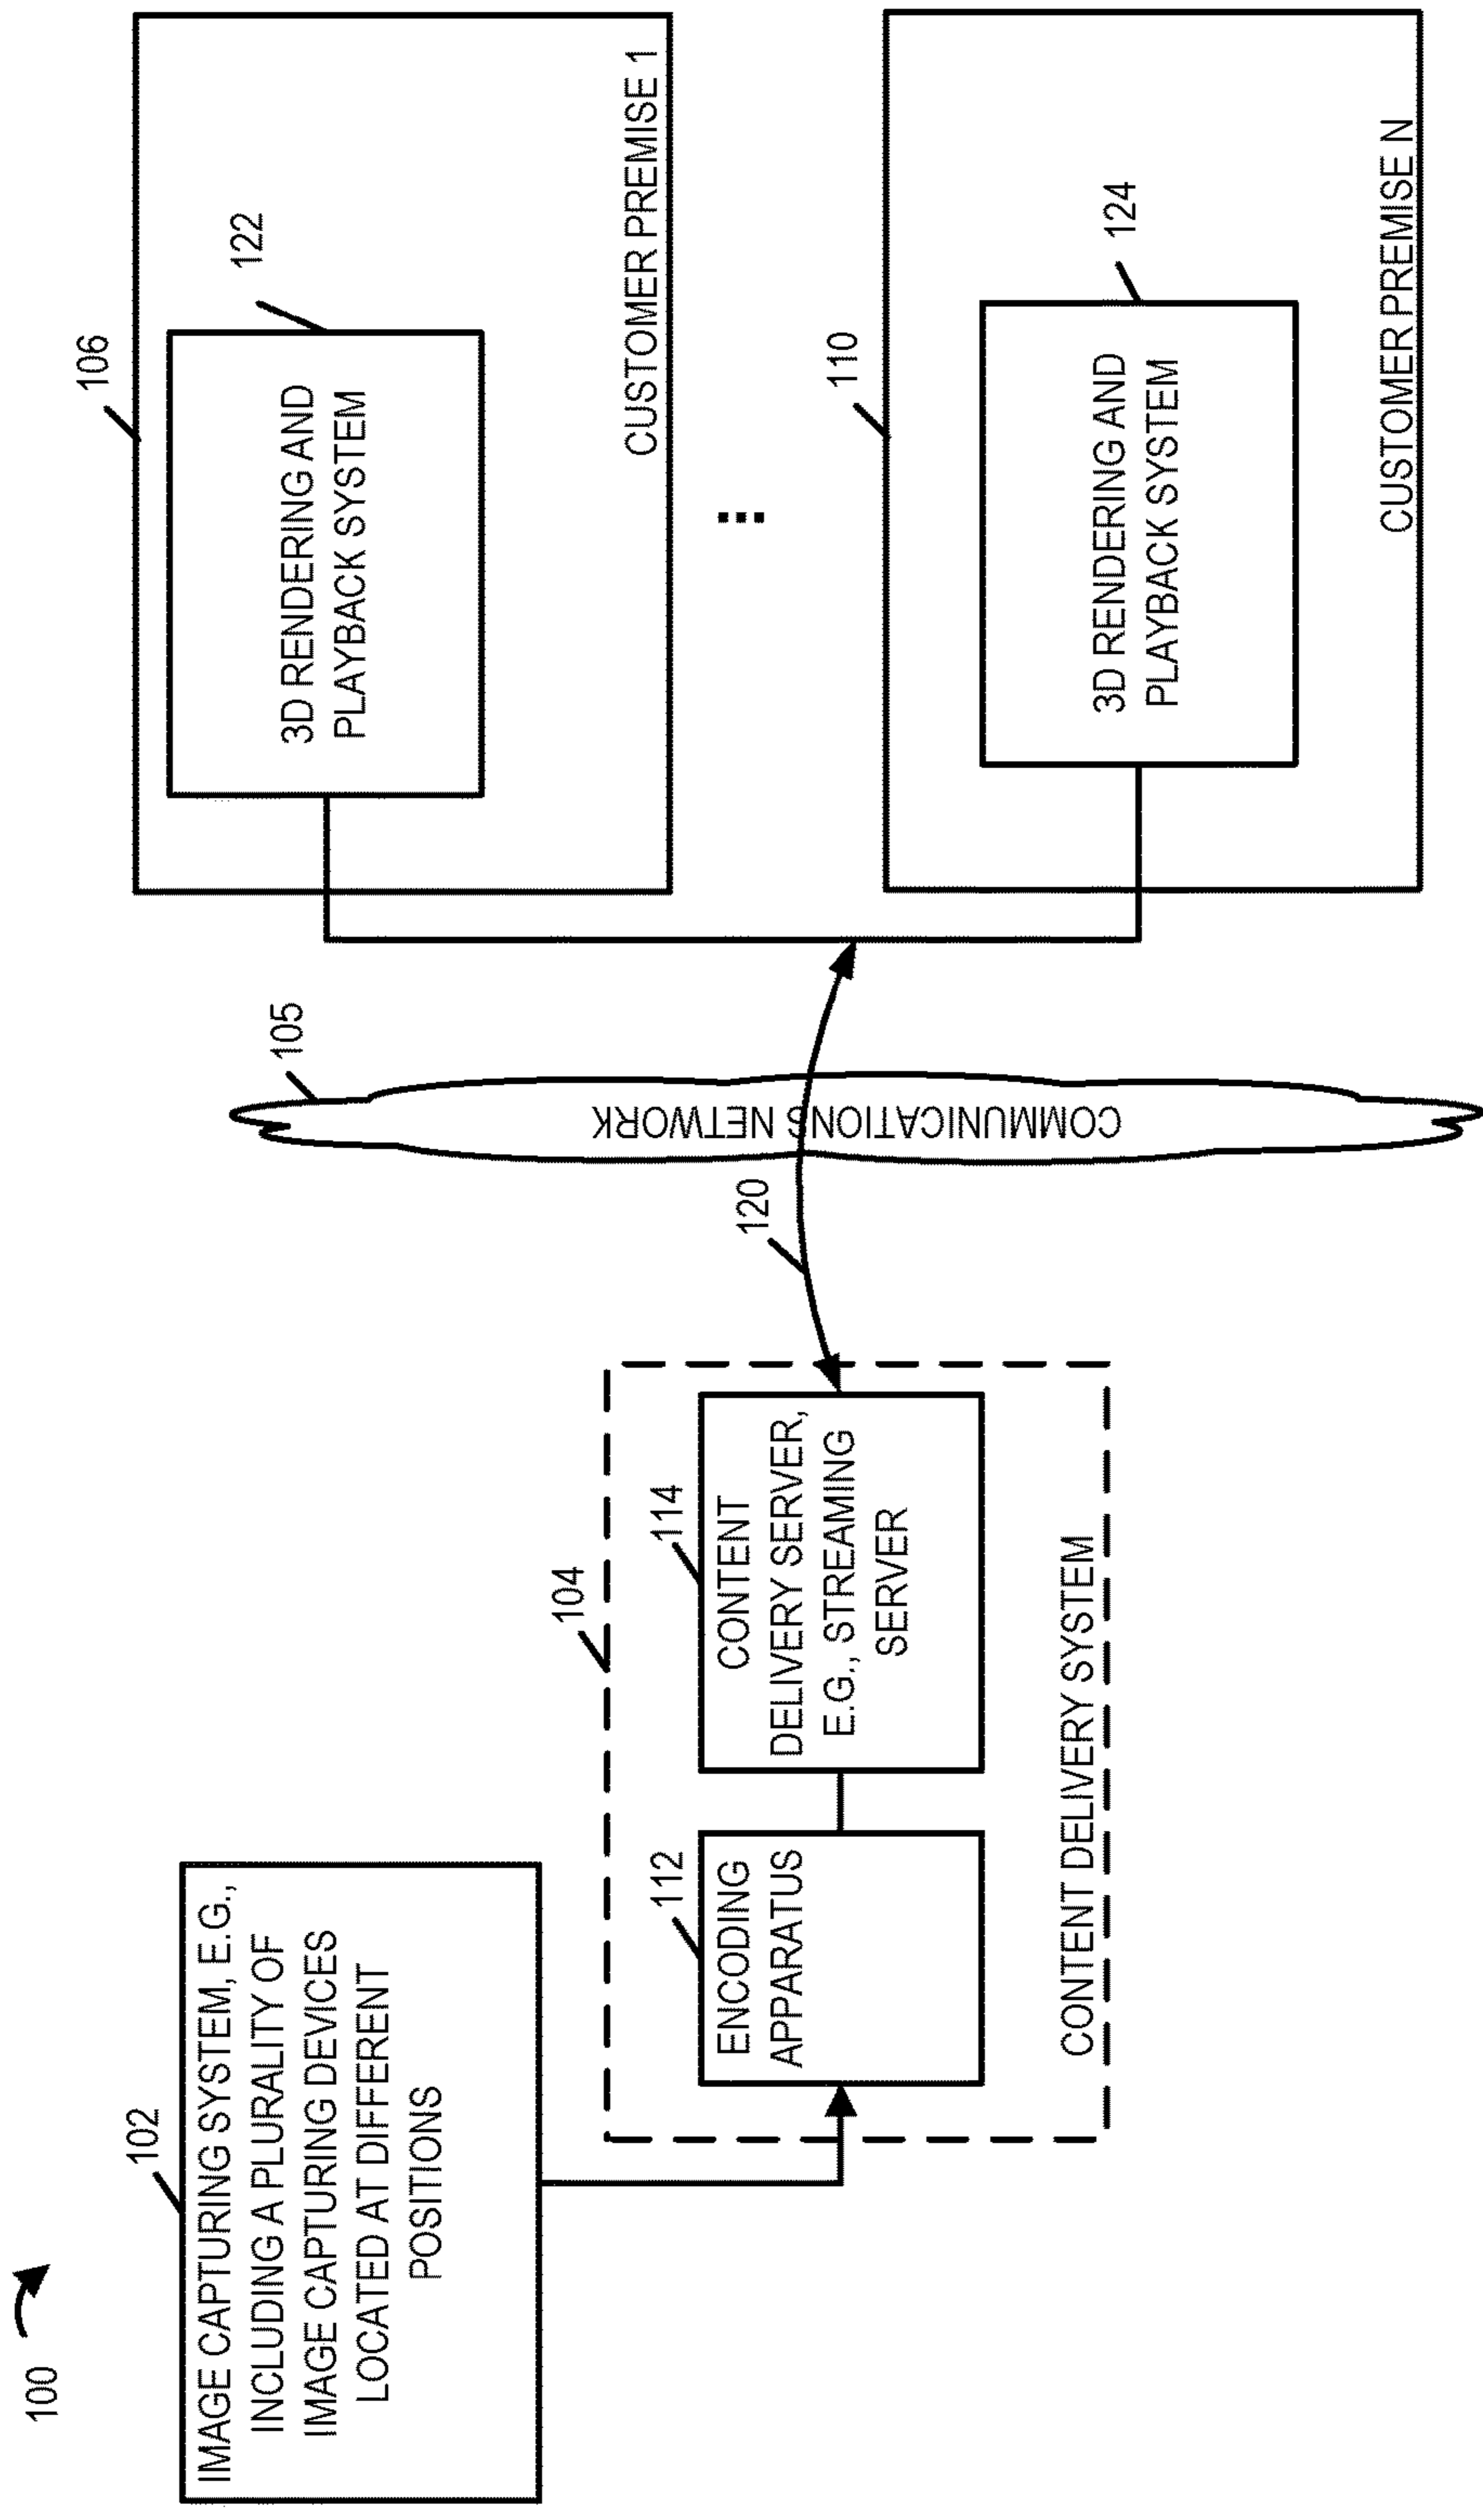 100
102
IMAGE CAPTURING SYSTEM, E.G.,
INCLUDING A PLURALITY OF
IMAGE CAPTURING DEVICES
LOCATED AT DIFFERENT
POSITIONS
104
112
ENCODING
APPARATUS
114
CONTENT
DELIVERY SERVER,
E.G., STREAMING
SERVER
CONTENT DELIVERY SYSTEM
120
105
COMMUNICATIONS NETWORK
106
122
3D RENDERING AND
PLAYBACK SYSTEM
CUSTOMER PREMISE 1
110
124
3D RENDERING AND
PLAYBACK SYSTEM
CUSTOMER PREMISE N